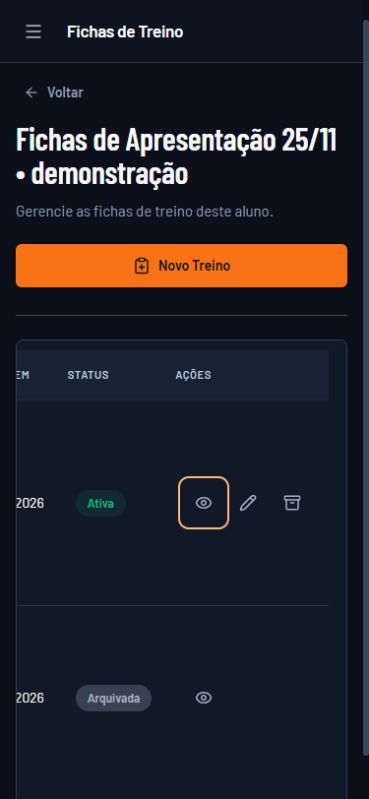 Fichas de Treino
Voltar
Fichas de Apresentação 25/11
• demonstração
Gerencie as fichas de treino deste aluno.
Novo Treino
EM STATUS AÇÕES
2026 Ativa
2026 Arquivada